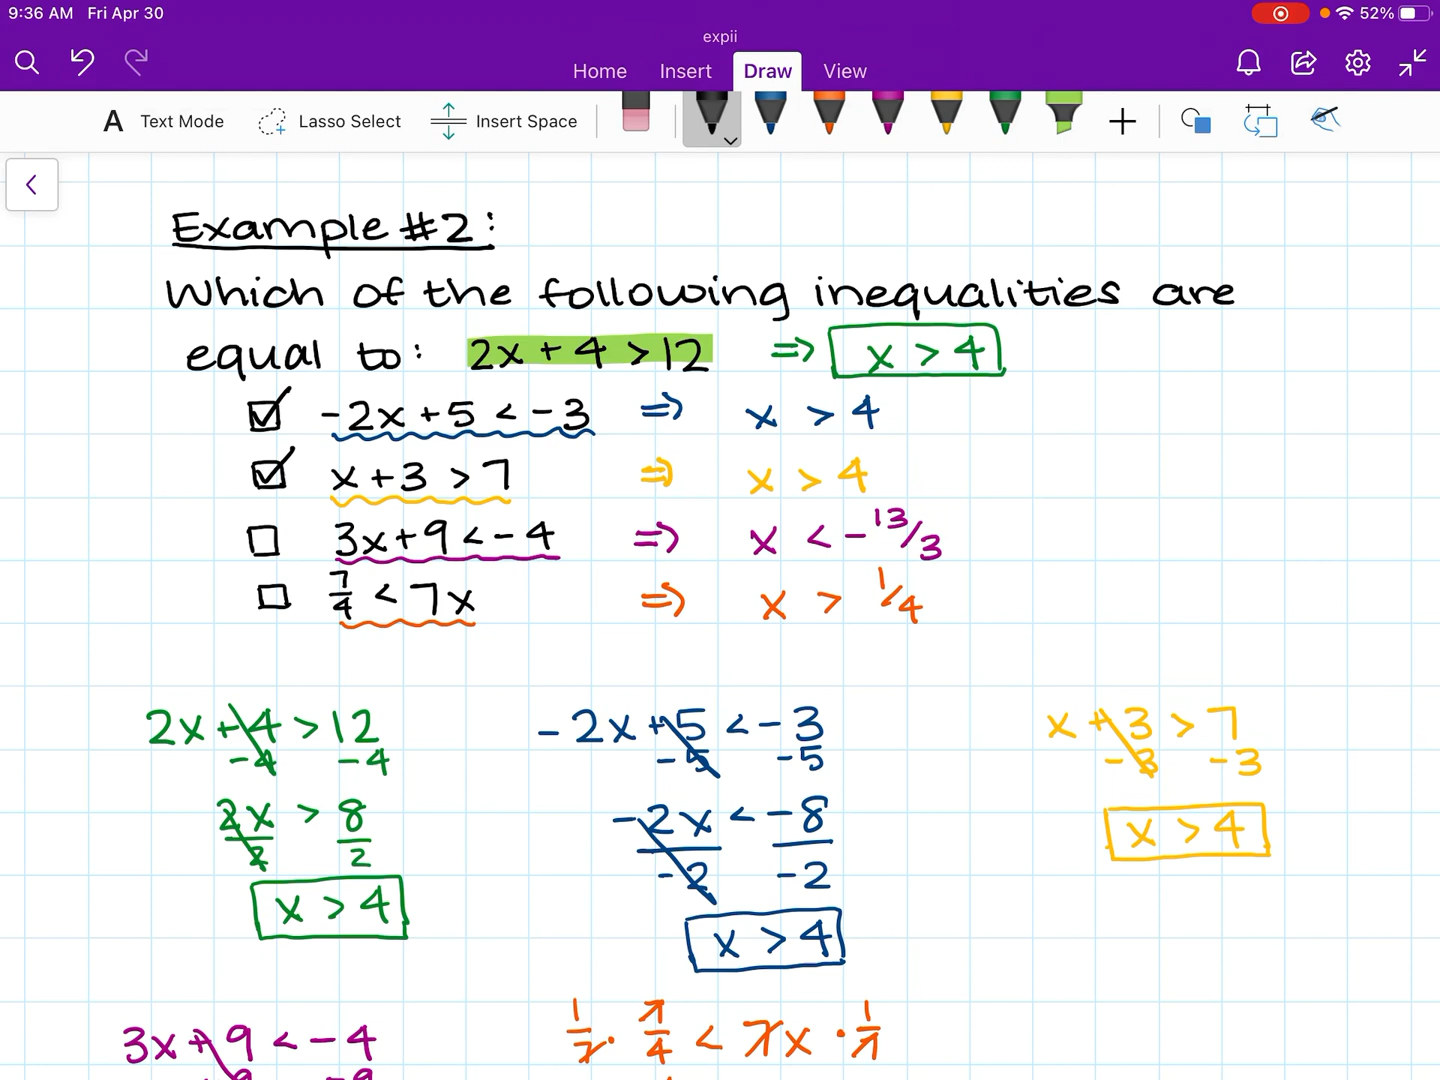 9:36 AM Fri Apr 30
52%
expii
Home Insert Draw View
A Text Mode Lasso Select Insert Space
Example #2:
Which of the following inequalities are
equal to: 2x + 4 > 12 => x > 4
-2x + 5 < -3 => x > 4
x + 3 > 7 => x > 4
3x + 9 < -4 => x < -13/3
7/4 < 7x => x > 1/4
2x + 4 > 12
-4 -4
2x > 8
2 2
x > 4
-2x + 5 < -3
-5 -5
-2x < -8
-2 -2
x > 4
x + 3 > 7
-3 -3
x > 4
3x + 9 < -4
-9 -9
1/7 · 7/4 < 7x · 1/7